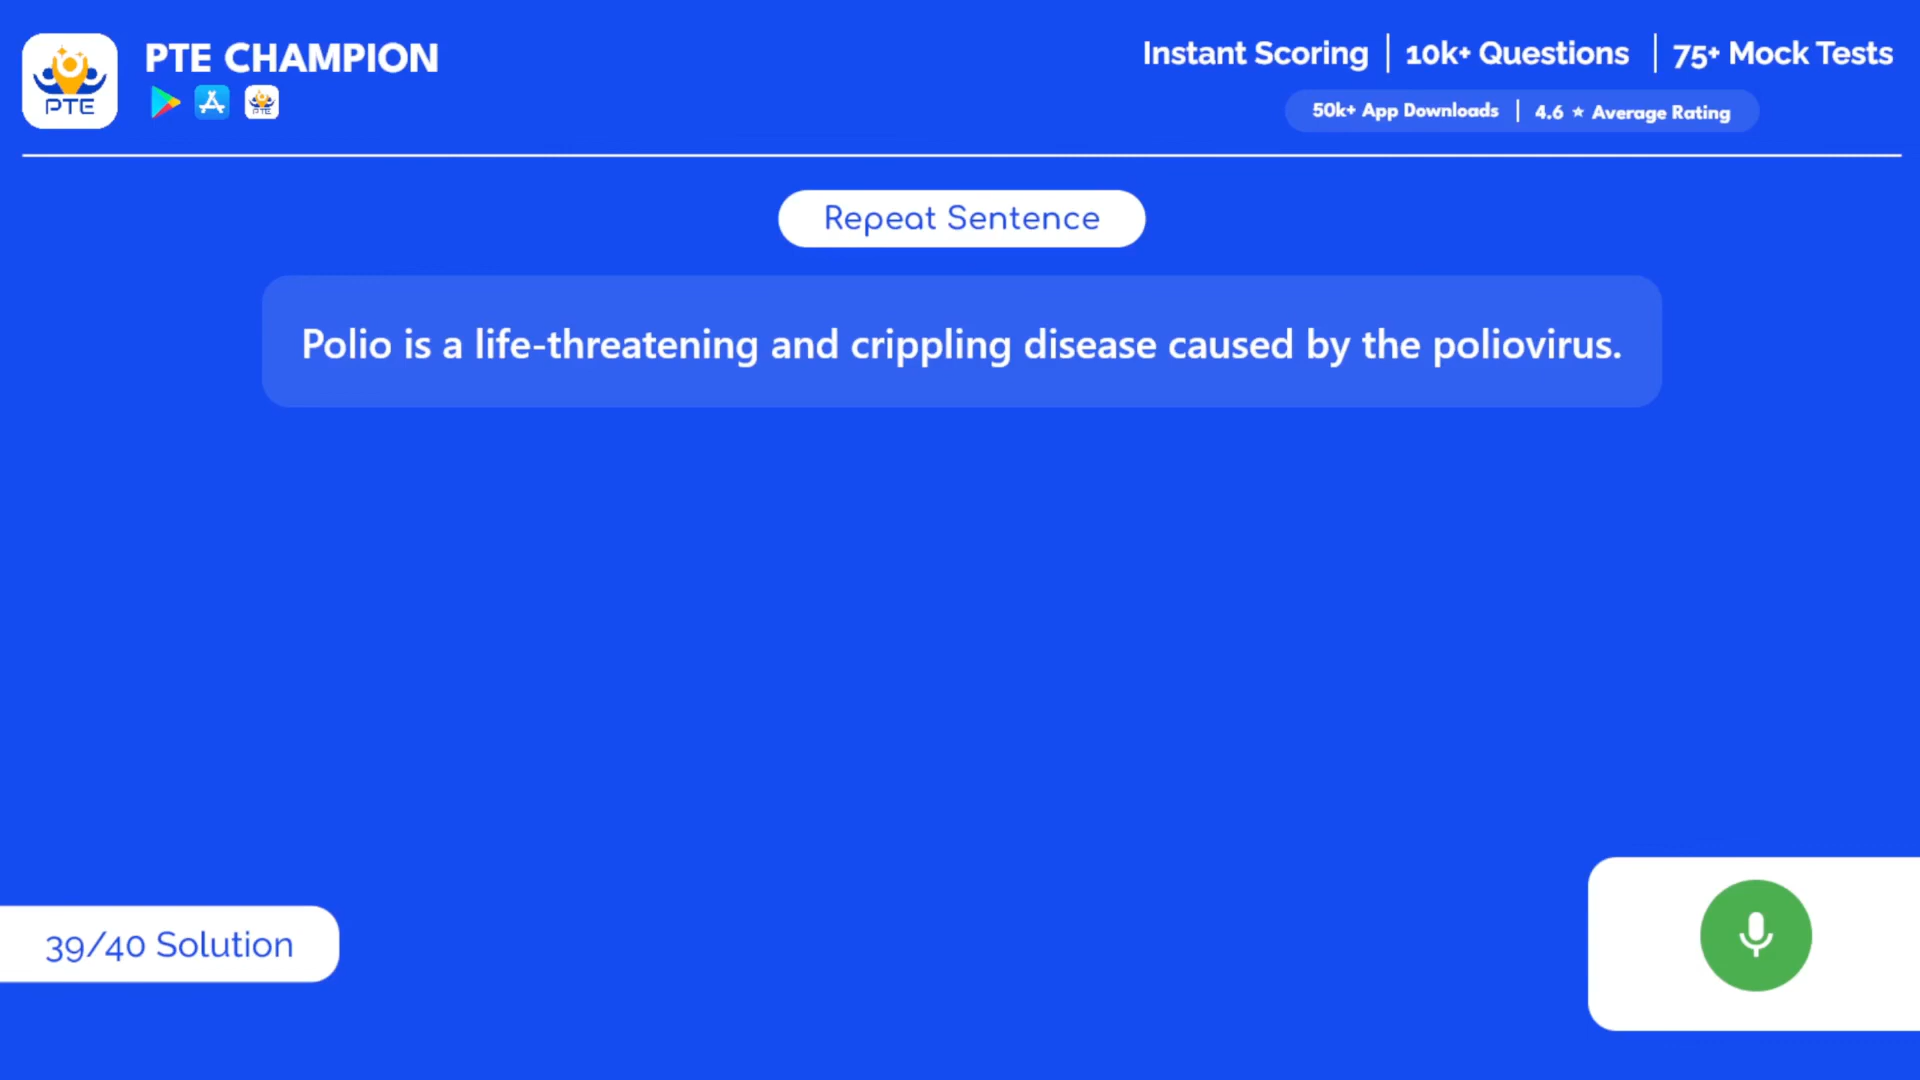 PTE
PTE CHAMPION
PTE
Instant Scoring | 10k+ Questions | 75+ Mock Tests
50k+ App Downloads | 4.6 ★ Average Rating
Repeat Sentence
Polio is a life-threatening and crippling disease caused by the poliovirus.
39/40 Solution